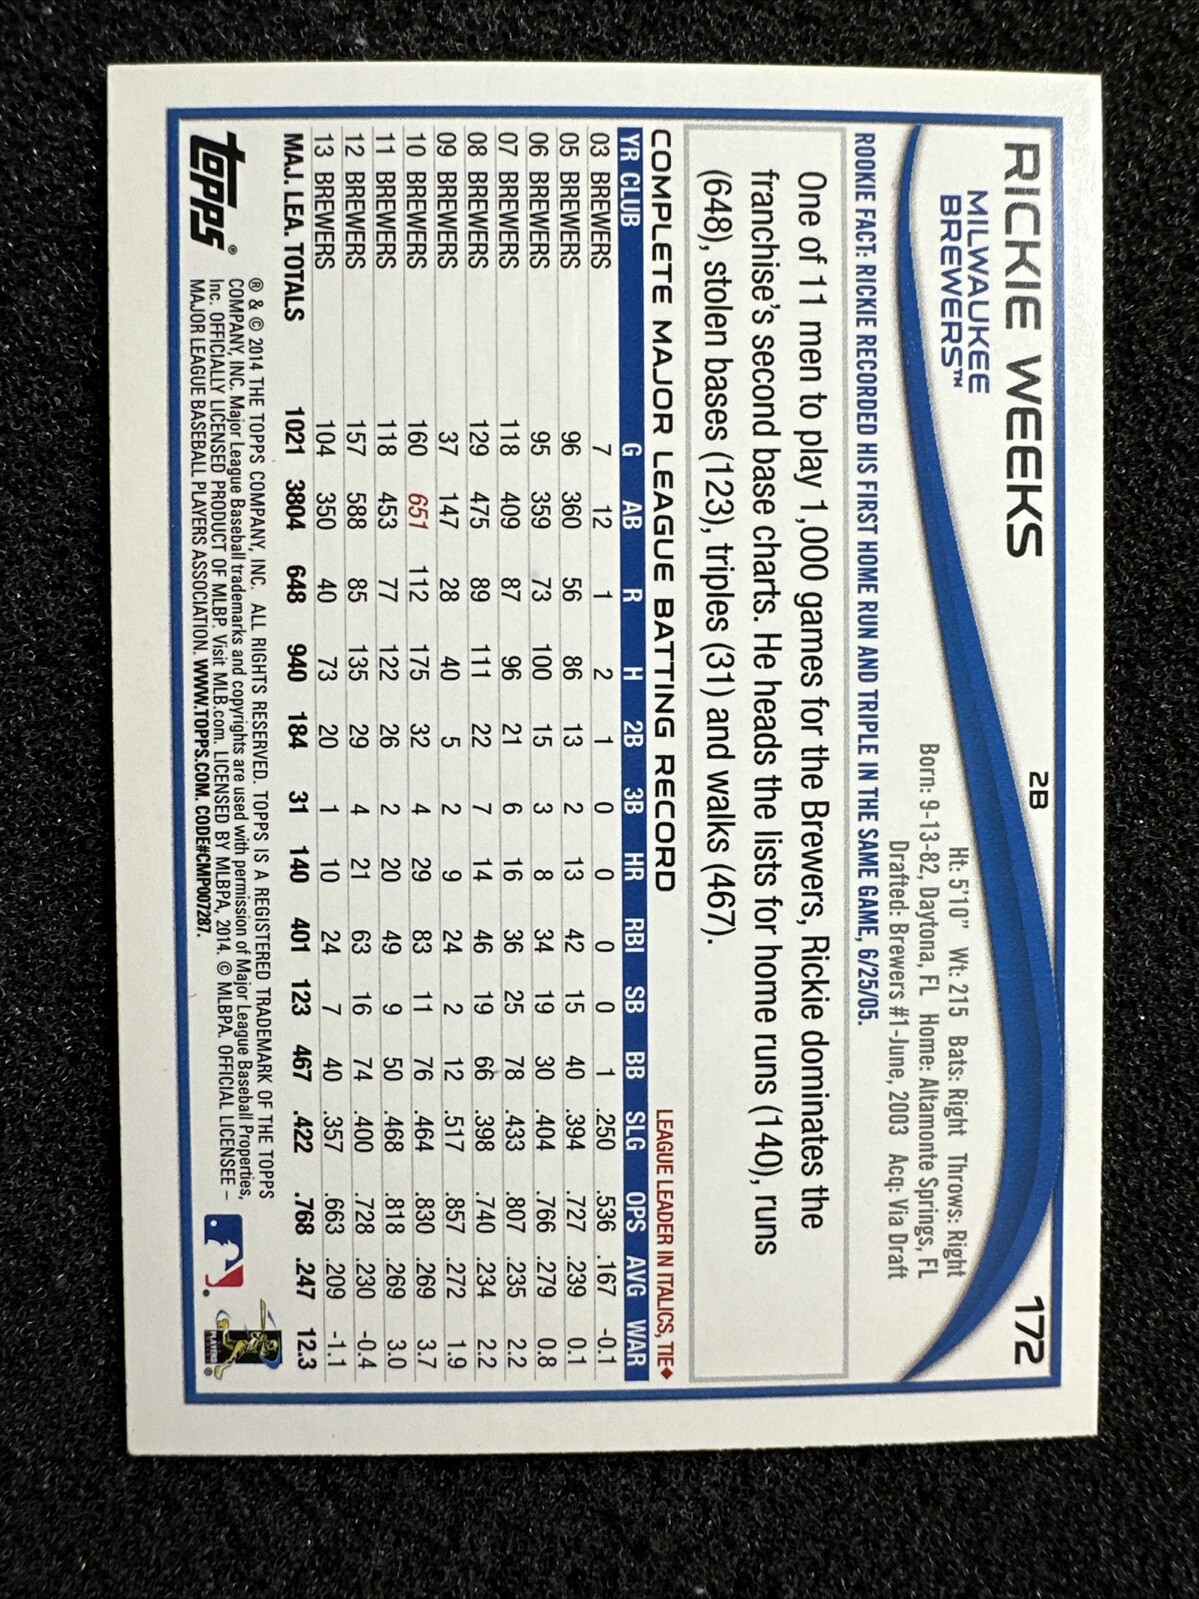 RICKIE WEEKS 2B 172
MILWAUKEE
BREWERS™
Ht: 5'10" Wt: 215 Bats: Right Throws: Right
Born: 9-13-82, Daytona, FL Home: Altamonte Springs, FL
Drafted: Brewers #1-June, 2003 Acq: Via Draft
ROOKIE FACT: RICKIE RECORDED HIS FIRST HOME RUN AND TRIPLE IN THE SAME GAME, 6/25/05.
One of 11 men to play 1,000 games for the Brewers, Rickie dominates the
franchise's second base charts. He heads the lists for home runs (140), runs
(648), stolen bases (123), triples (31) and walks (467).
COMPLETE MAJOR LEAGUE BATTING RECORD LEAGUE LEADER IN ITALICS, TIE◆
YR CLUB G AB R H 2B 3B HR RBI SB BB SLG OPS AVG WAR
03 BREWERS 7 12 1 2 1 0 0 0 0 1 .250 .536 .167 -0.1
05 BREWERS 96 360 56 86 13 2 13 42 15 40 .394 .727 .239 0.1
06 BREWERS 95 359 73 100 15 3 8 34 19 30 .404 .766 .279 0.8
07 BREWERS 118 409 87 96 21 6 16 36 25 78 .433 .807 .235 2.2
08 BREWERS 129 475 89 111 22 7 14 46 19 66 .398 .740 .234 2.2
09 BREWERS 37 147 28 40 5 2 9 24 2 12 .517 .857 .272 1.9
10 BREWERS 160 651 112 175 32 4 29 83 11 76 .464 .830 .269 3.7
11 BREWERS 118 453 77 122 26 2 20 49 9 50 .468 .818 .269 3.0
12 BREWERS 157 588 85 135 29 4 21 63 16 74 .400 .728 .230 -0.4
13 BREWERS 104 350 40 73 20 1 10 24 7 40 .357 .663 .209 -1.1
MAJ. LEA. TOTALS 1021 3804 648 940 184 31 140 401 123 467 .422 .768 .247 12.3
topps®
® & © 2014 THE TOPPS COMPANY, INC. ALL RIGHTS RESERVED. TOPPS IS A REGISTERED TRADEMARK OF THE TOPPS
COMPANY, INC. Major League Baseball trademarks and copyrights are used with permission of Major League Baseball Properties,
Inc. OFFICIALLY LICENSED PRODUCT OF MLBP. Visit MLB.com. LICENSED BY MLBPA, 2014. © MLBPA. OFFICIAL LICENSEE –
MAJOR LEAGUE BASEBALL PLAYERS ASSOCIATION. WWW.TOPPS.COM. CODE#CMP007287.